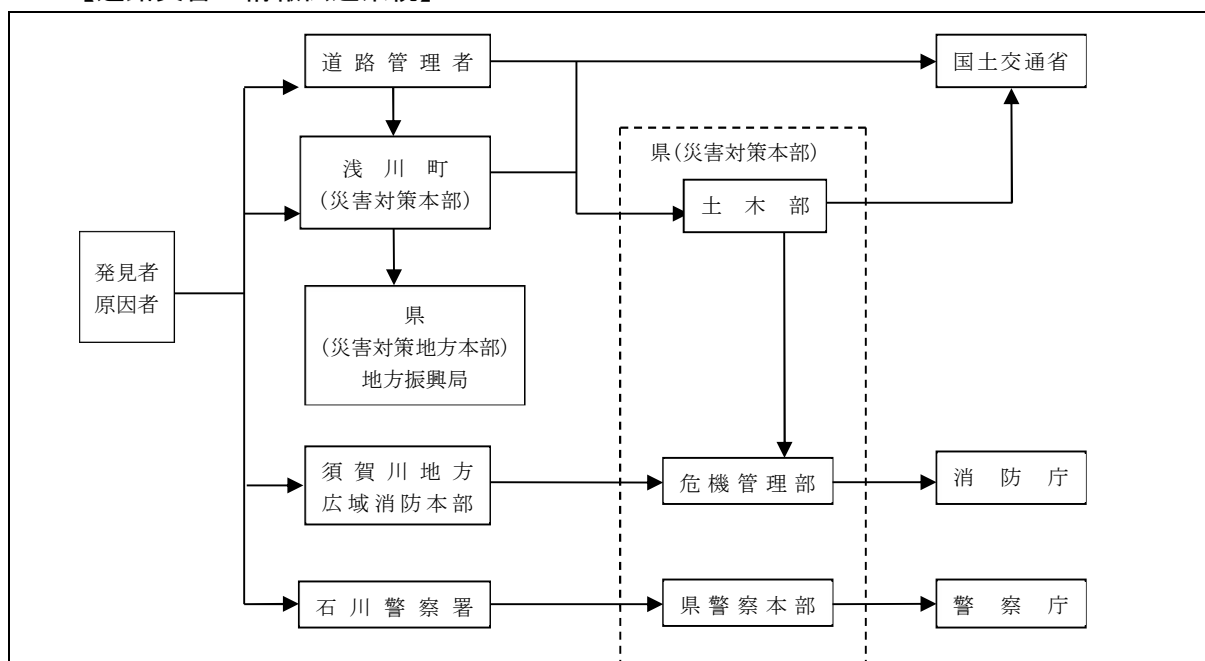 道路管理者
国土交通省
県(災害対策本部)
浅川町
(災害対策本部)
土木部
発見者
原因者
県
(災害対策地方本部)
地方振興局
須賀川地方
広域消防本部
危機管理部
消防庁
石川警察署
県警察本部
警察庁